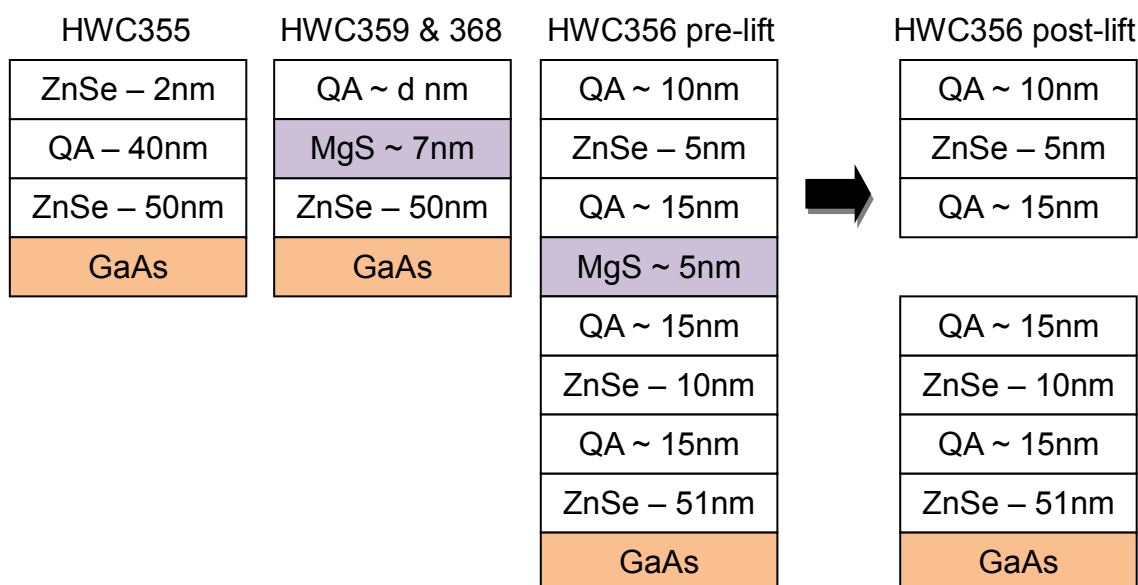 HWC355
ZnSe – 2nm
QA – 40nm
ZnSe – 50nm
GaAs
HWC359 & 368
QA ~ d nm
MgS ~ 7nm
ZnSe – 50nm
GaAs
HWC356 pre-lift
QA ~ 10nm
ZnSe – 5nm
QA ~ 15nm
MgS ~ 5nm
QA ~ 15nm
ZnSe – 10nm
QA ~ 15nm
ZnSe – 51nm
GaAs
HWC356 post-lift
QA ~ 10nm
ZnSe – 5nm
QA ~ 15nm
QA ~ 15nm
ZnSe – 10nm
QA ~ 15nm
ZnSe – 51nm
GaAs